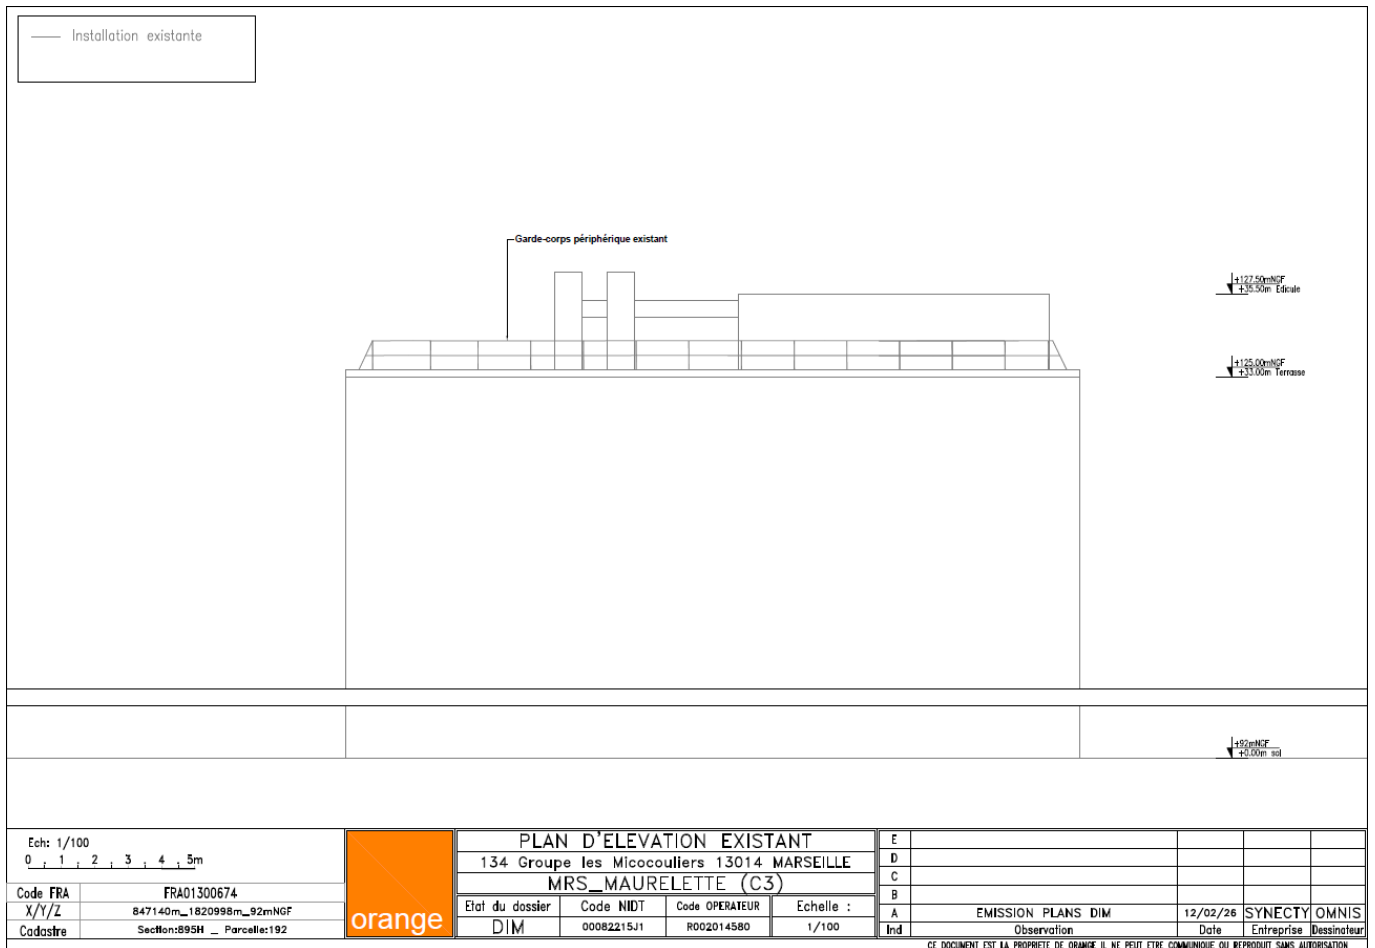 Installation existante
Garde-corps périphérique existant
+127.50mNGF
+35.50m Edicule
+125.00mNGF
+33.00m Terrasse
+92mNGF
+0.00m sol
Ech: 1/100
0 1 2 3 4 5m
Code FRA FRA01300674
X/Y/Z 847140m_1820998m_92mNGF
Cadastre Section:895H _ Parcelle:192
orange
PLAN D'ELEVATION EXISTANT
134 Groupe les Micocouliers 13014 MARSEILLE
MRS_MAURELETTE (C3)
Etat du dossier Code NIDT Code OPERATEUR Echelle :
DIM 00082215J1 R002014580 1/100
E
D
C
B
A EMISSION PLANS DIM 12/02/26 SYNECTY OMNIS
Ind Observation Date Entreprise Dessinateur
CE DOCUMENT EST LA PROPRIETE DE ORANGE IL NE PEUT ETRE COMMUNIQUE OU REPRODUIT SANS AUTORISATION